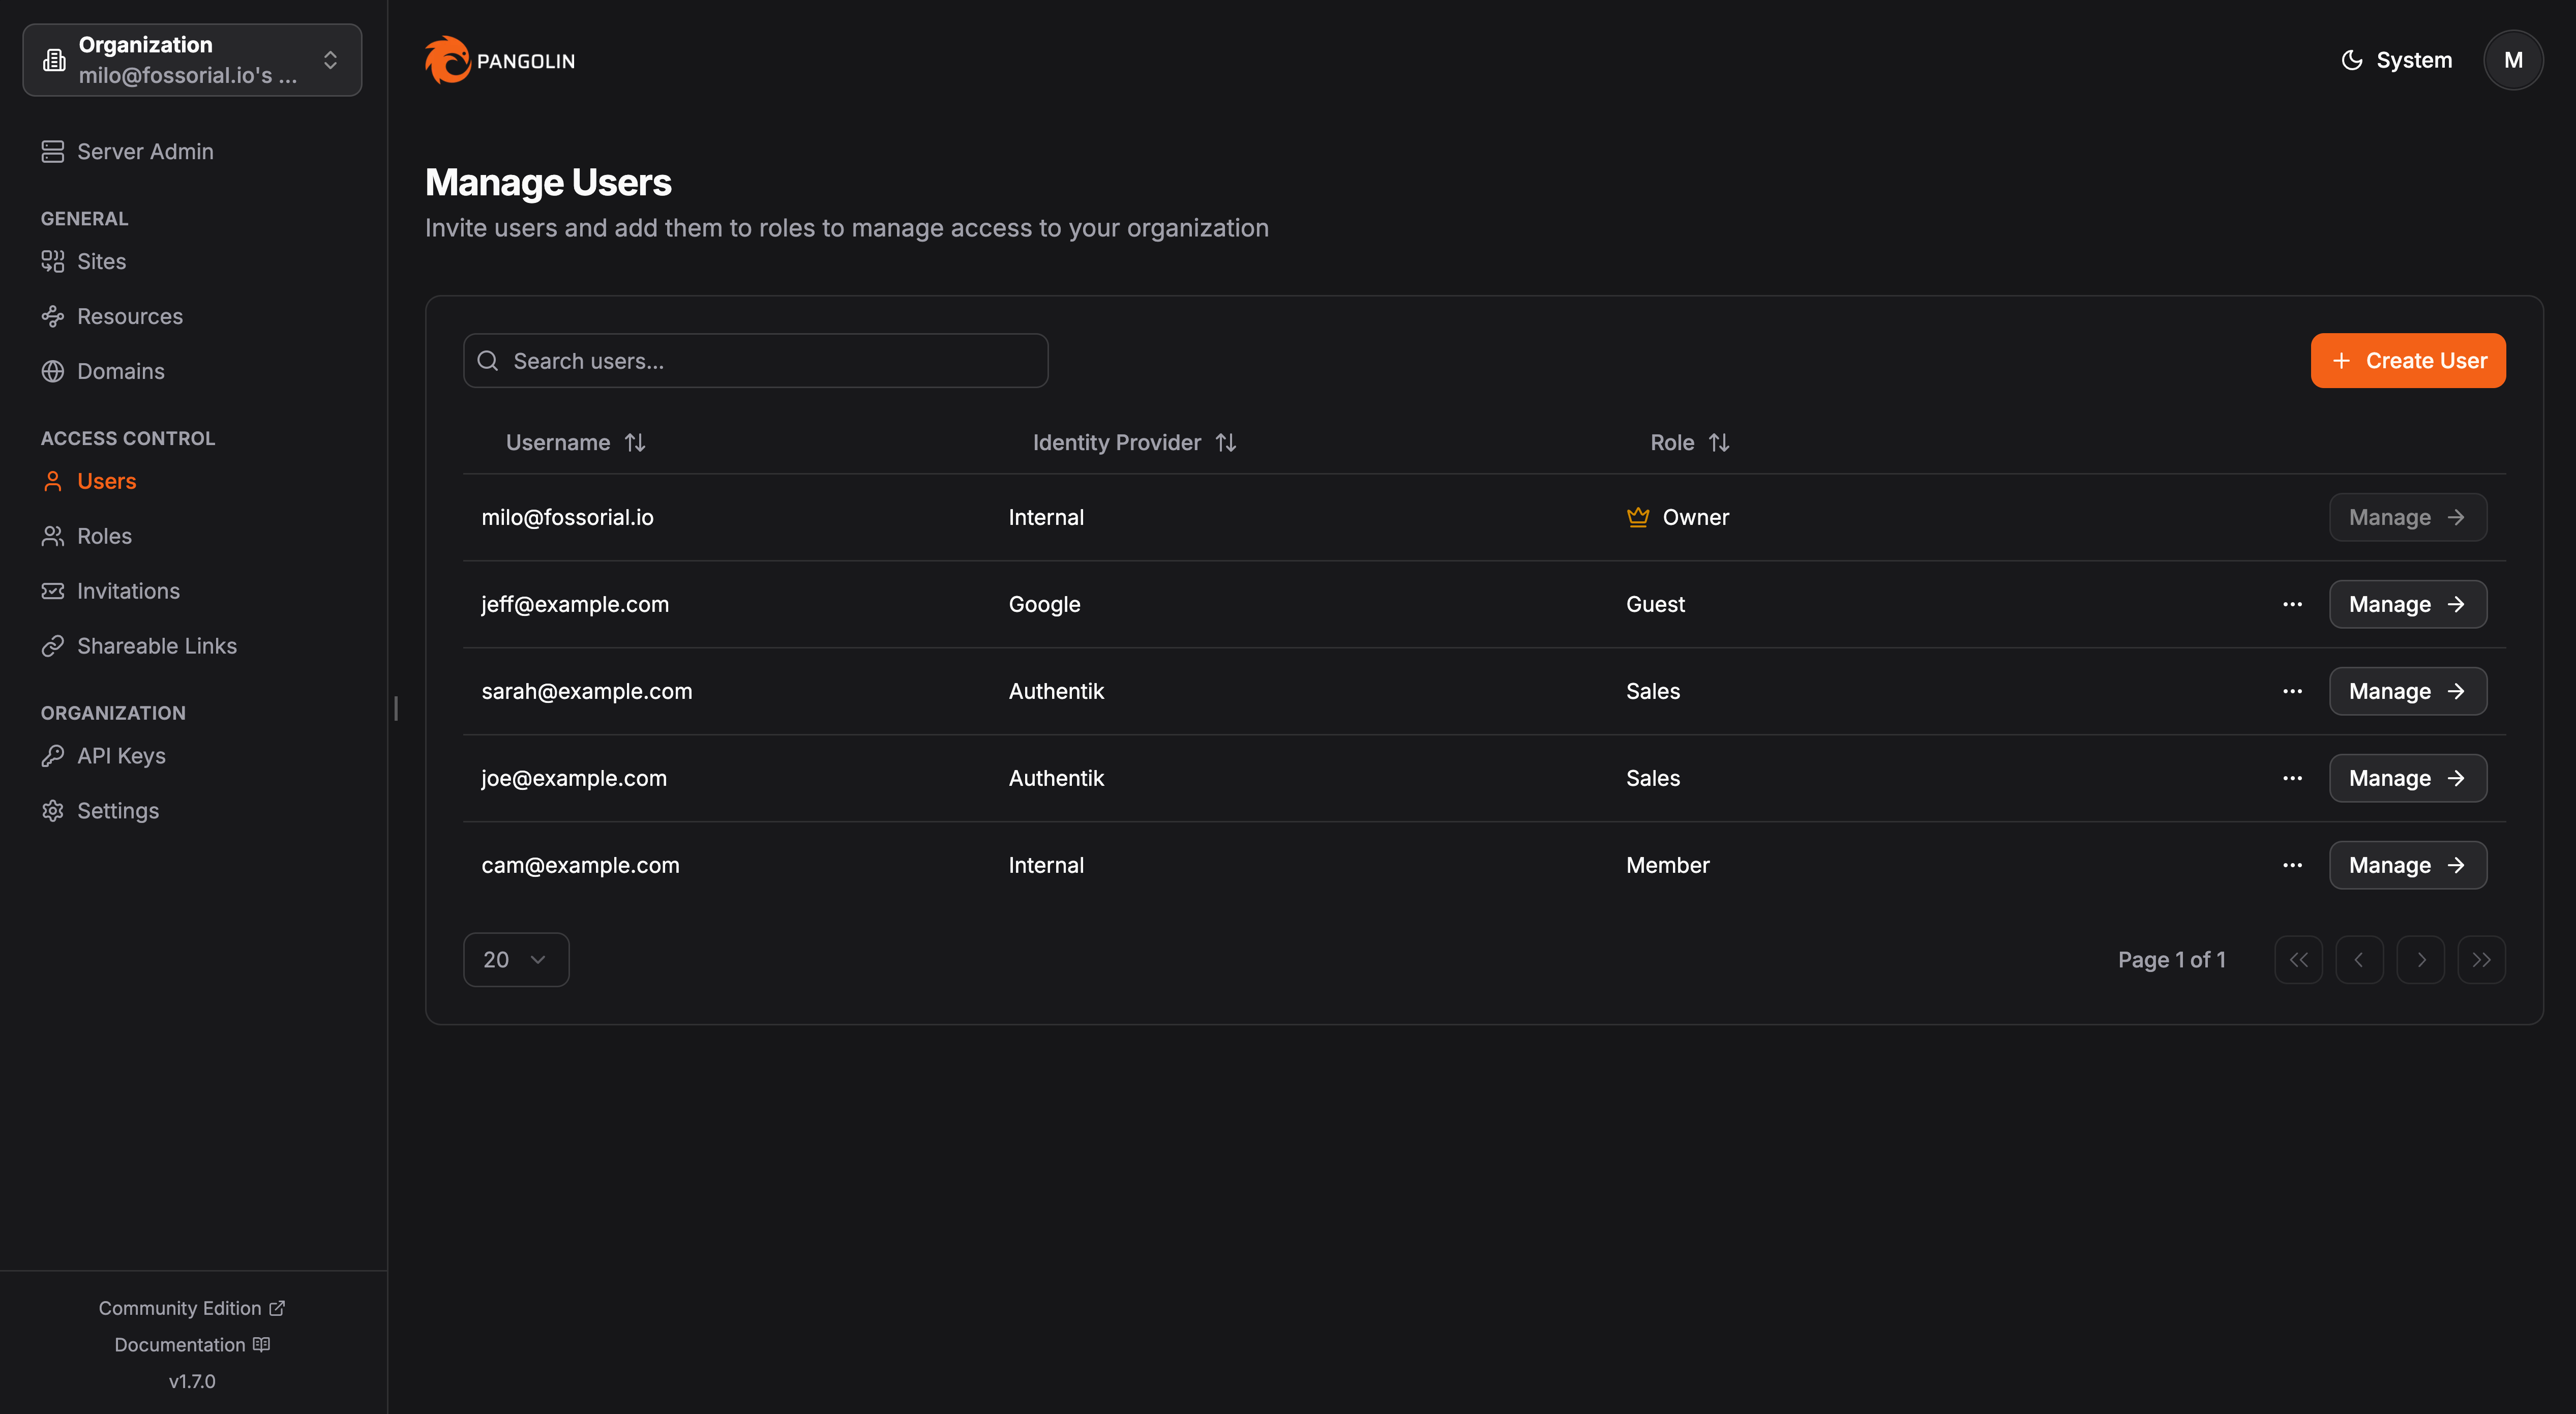 Organization
milo@fossorial.io's ...
Server Admin
GENERAL
Sites
Resources
Domains
ACCESS CONTROL
Users
Roles
Invitations
Shareable Links
ORGANIZATION
API Keys
Settings
Community Edition
Documentation
v1.7.0
PANGOLIN
System
M
Manage Users
Invite users and add them to roles to manage access to your organization
Search users...
Create User
Username Identity Provider Role
milo@fossorial.io Internal Owner Manage
jeff@example.com Google Guest Manage
sarah@example.com Authentik Sales Manage
joe@example.com Authentik Sales Manage
cam@example.com Internal Member Manage
20
Page 1 of 1